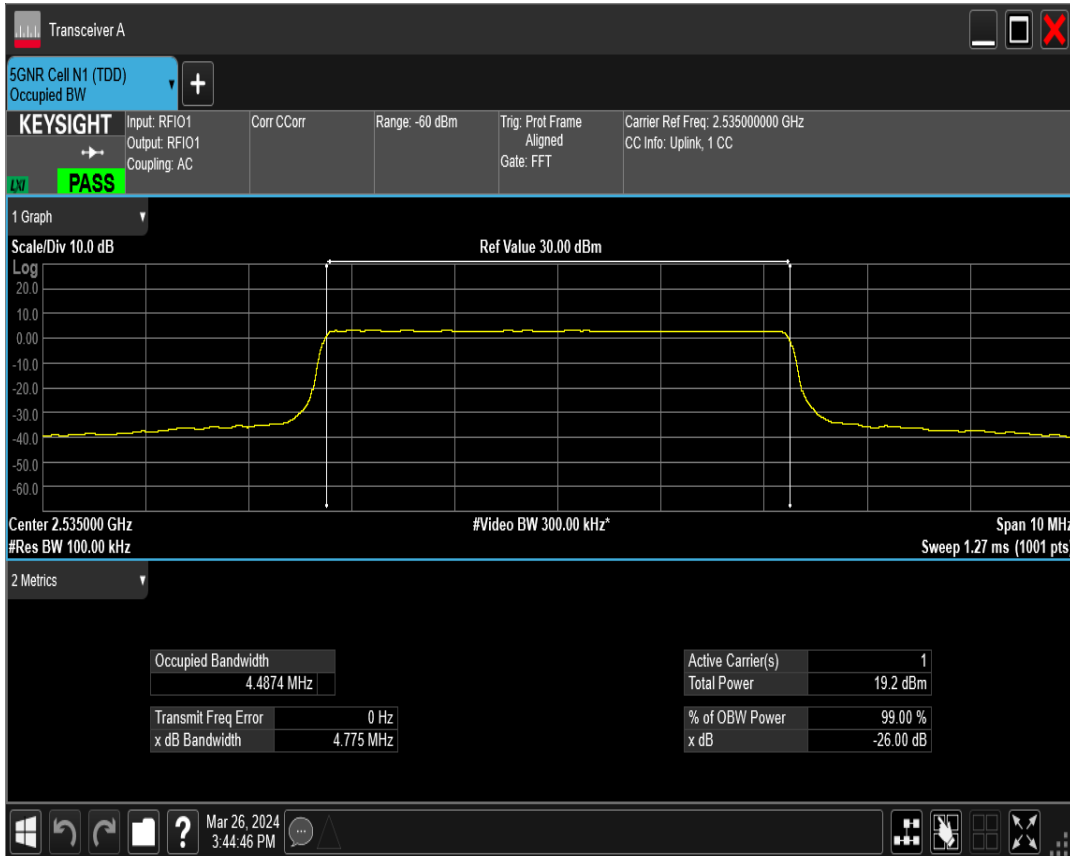 Transceiver A
5GNR Cell N1 (TDD)
Occupied BW
+
KEYSIGHT
LXI
PASS
Input: RFIO1
Output: RFIO1
Coupling: AC
Corr CCorr
Range: -60 dBm
Trig: Prot Frame
Aligned
Gate: FFT
Carrier Ref Freq: 2.535000000 GHz
CC Info: Uplink, 1 CC
1 Graph
Scale/Div 10.0 dB
Ref Value 30.00 dBm
Log
20.0
10.0
0.00
-10.0
-20.0
-30.0
-40.0
-50.0
-60.0
Center 2.535000 GHz
#Video BW 300.00 kHz*
Span 10 MHz
#Res BW 100.00 kHz
Sweep 1.27 ms (1001 pts)
2 Metrics
Occupied Bandwidth
4.4874 MHz
Transmit Freq Error 0 Hz
x dB Bandwidth 4.775 MHz
Active Carrier(s) 1
Total Power 19.2 dBm
% of OBW Power 99.00 %
x dB -26.00 dB
?
Mar 26, 2024
3:44:46 PM